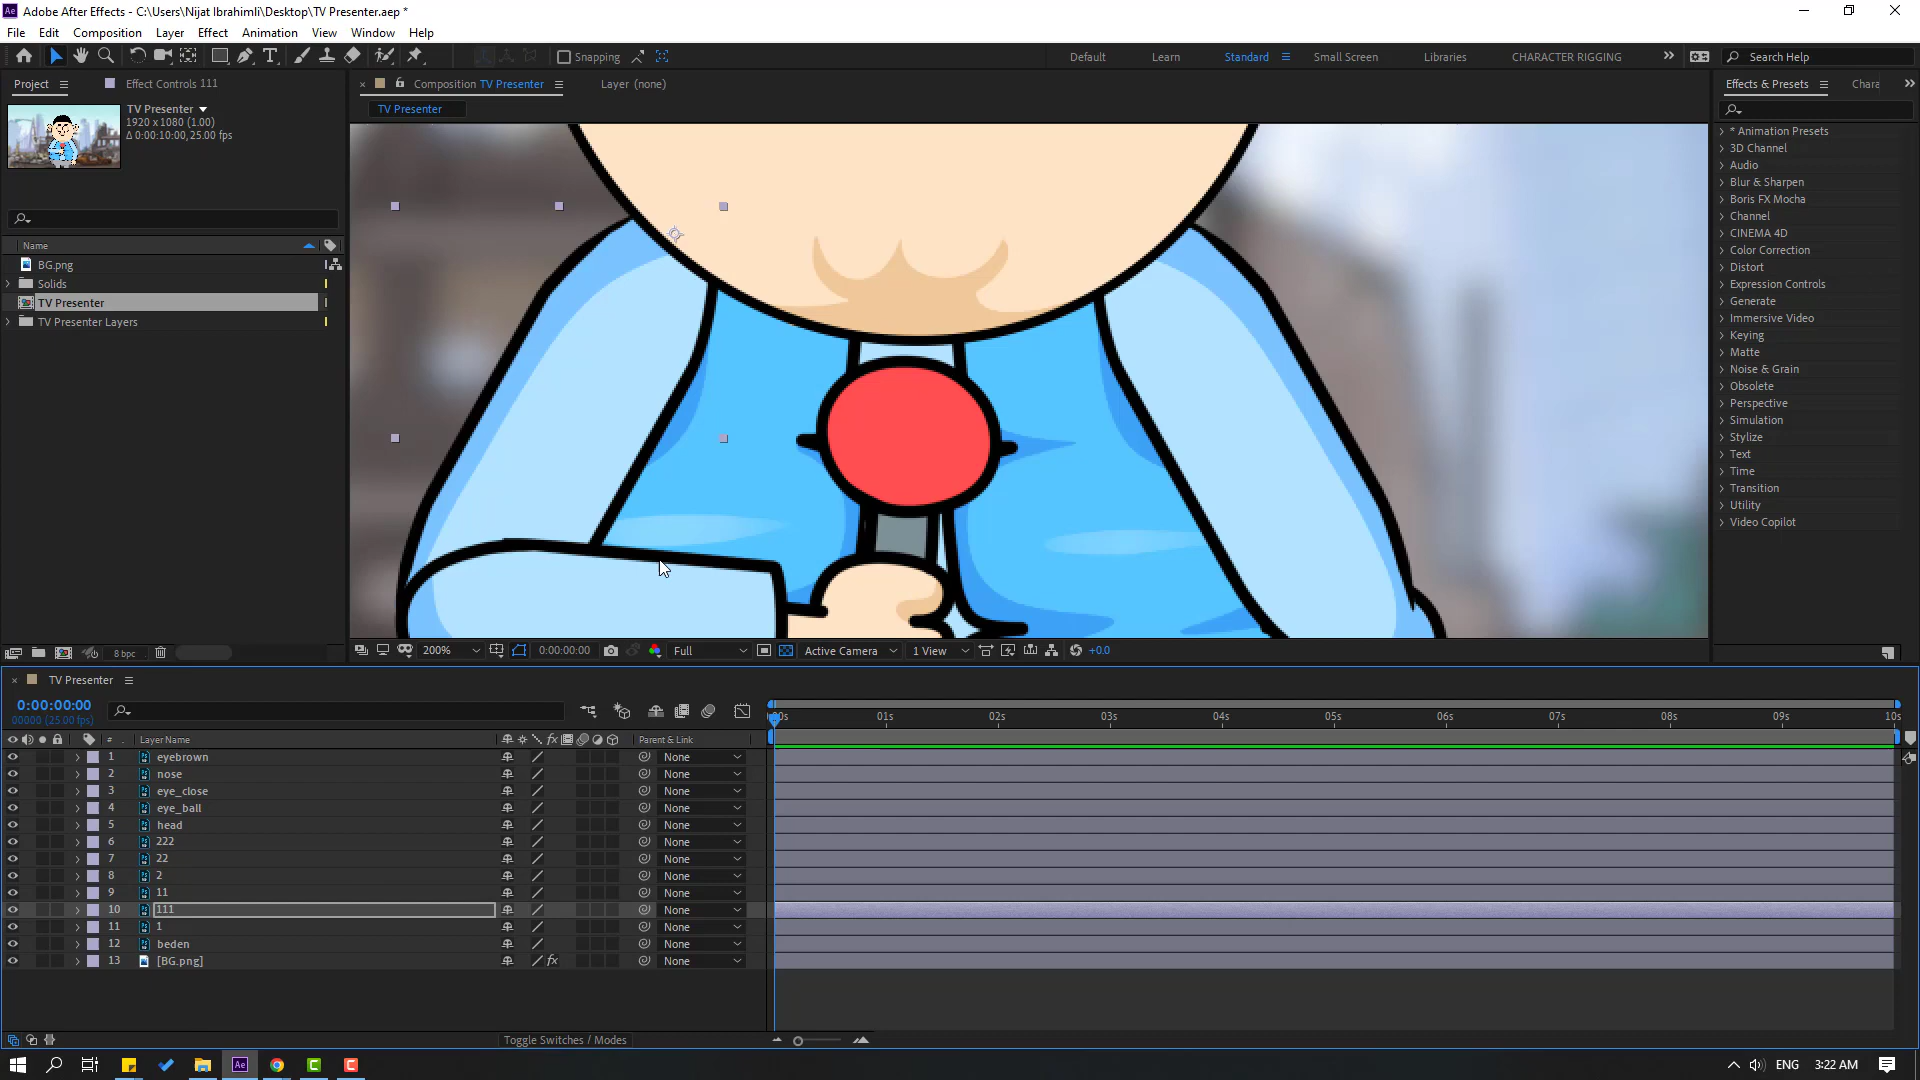 Adobe After Effects - C:\Users\Nijat Ibrahimli\Desktop\TV Presenter.aep *
File Edit Composition Layer Effect Animation View Window Help
Snapping
Default Learn Standard Small Screen Libraries CHARACTER RIGGING
Search Help
Project
Effect Controls 111
Composition TV Presenter
Layer (none)
Effects & Presets
Chara
TV Presenter
1920 x 1080 (1.00)
Δ 0:00:10:00, 25.00 fps
TV Presenter
Name
BG.png
Solids
TV Presenter
TV Presenter Layers
* Animation Presets
3D Channel
Audio
Blur & Sharpen
Boris FX Mocha
Channel
CINEMA 4D
Color Correction
Distort
Expression Controls
Generate
Immersive Video
Keying
Matte
Noise & Grain
Obsolete
Perspective
Simulation
Stylize
Text
Time
Transition
Utility
Video Copilot
8 bpc
200% 0:00:00:00 Full Active Camera 1 View +0.0
TV Presenter
0:00:00:00
00000 (25.00 fps)
01s 02s 03s 04s 05s 06s 07s 08s 09s 10s
# Layer Name fx Parent & Link
1 eyebrown None
2 nose None
3 eye_close None
4 eye_ball None
5 head None
6 222 None
7 22 None
8 2 None
9 11 None
10 111 None
11 1 None
12 beden None
13 [BG.png] fx None
Toggle Switches / Modes
ENG 3:22 AM